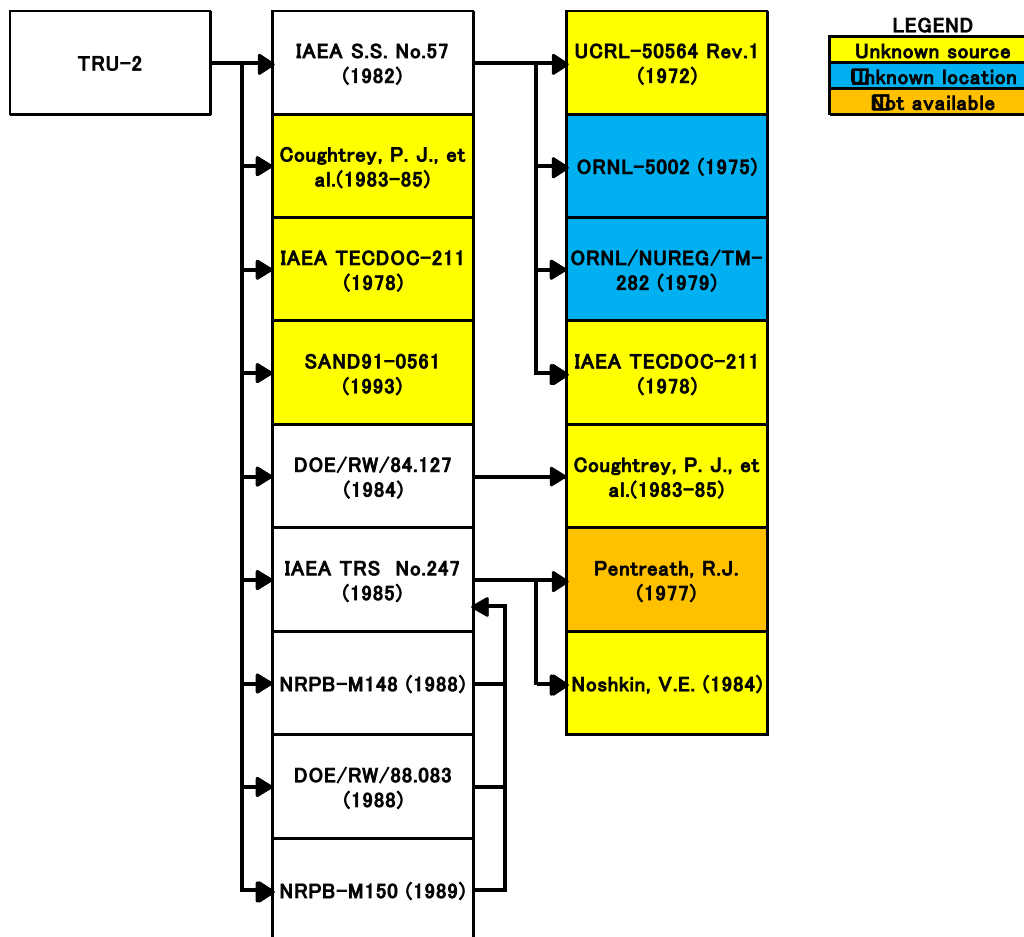 TRU-2
IAEA S.S. No.57
(1982)
Coughtrey, P. J., et
al.(1983-85)
IAEA TECDOC-211
(1978)
SAND91-0561
(1993)
DOE/RW/84.127
(1984)
IAEA TRS  No.247
(1985)
NRPB-M148 (1988)
DOE/RW/88.083
(1988)
NRPB-M150 (1989)
UCRL-50564 Rev.1
(1972)
ORNL-5002 (1975)
ORNL/NUREG/TM-
282 (1979)
IAEA TECDOC-211
(1978)
Coughtrey, P. J., et
al.(1983-85)
Pentreath, R.J.
(1977)
Noshkin, V.E. (1984)
LEGEND
Unknown source
Unknown location
Not available